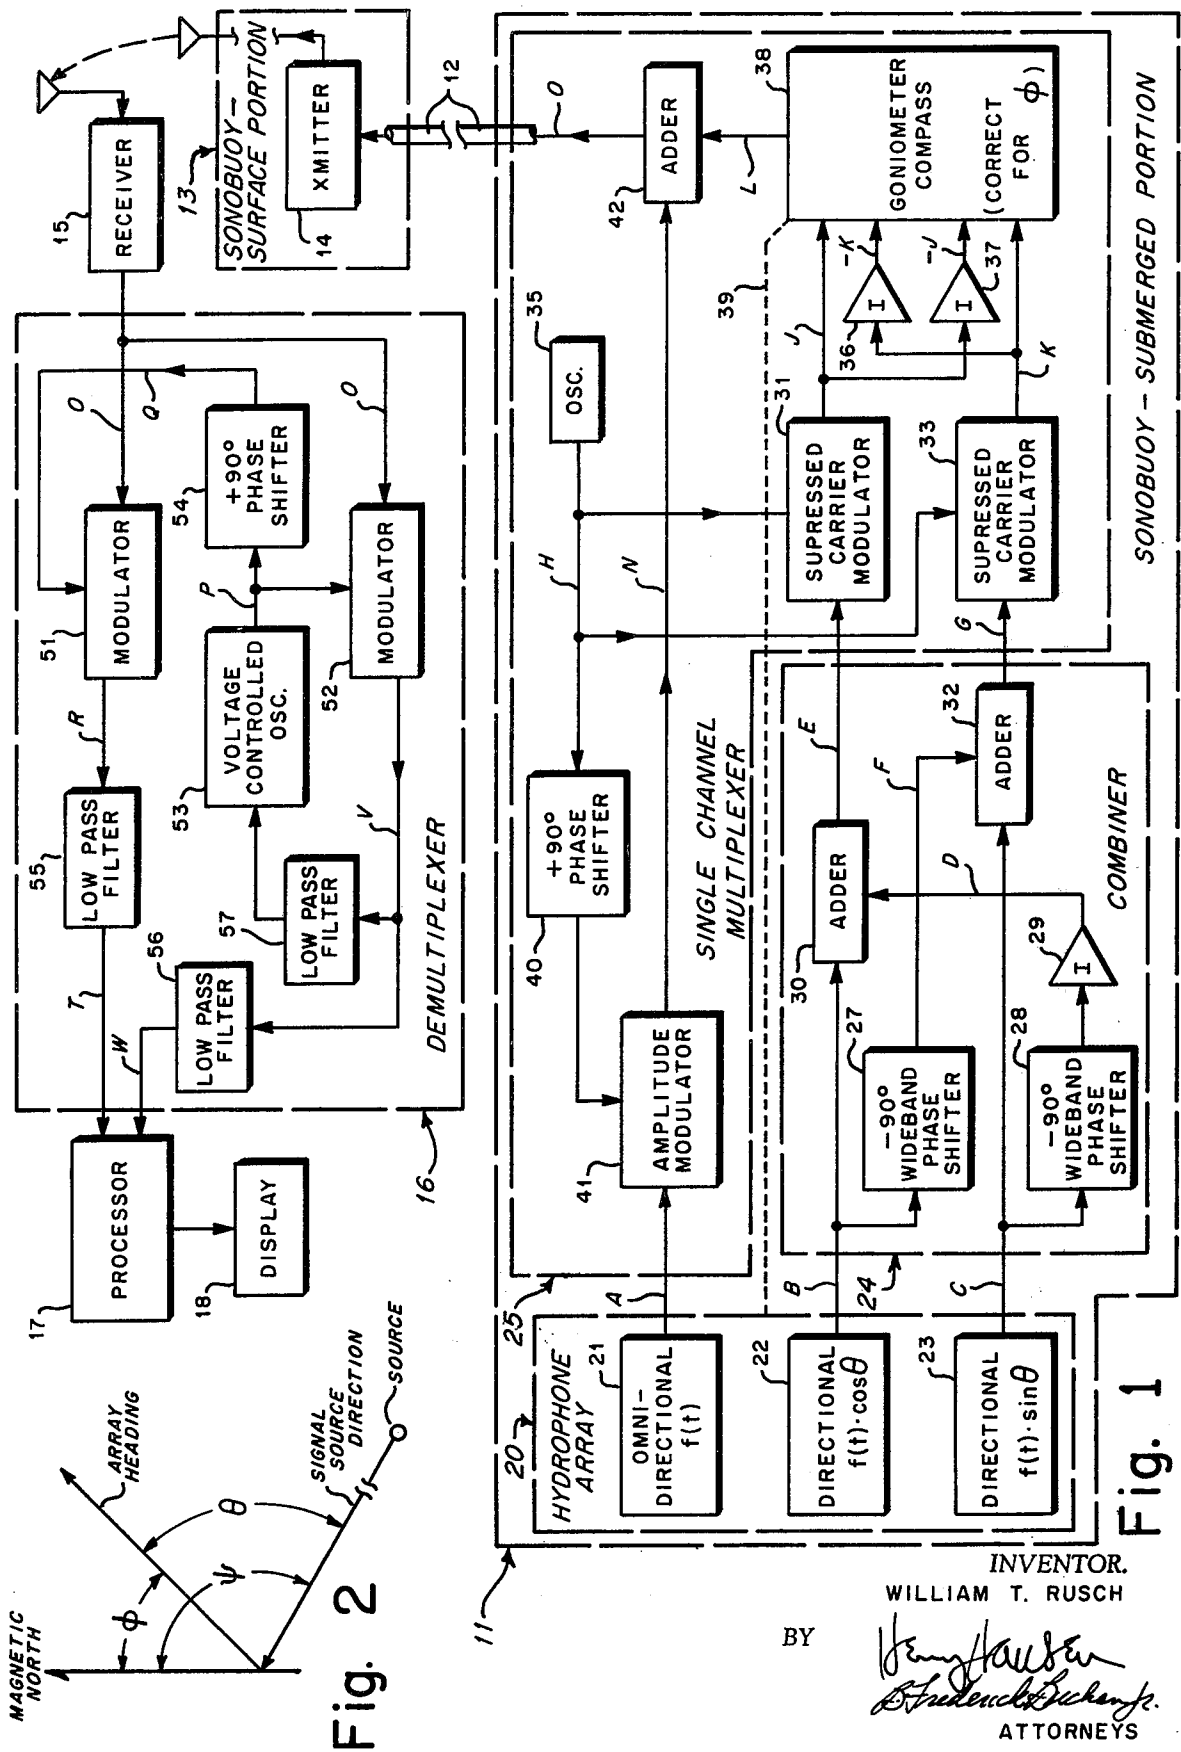 MAGNETIC
NORTH
ARRAY
HEADING
ϕ
θ
ψ
SIGNAL
SOURCE
DIRECTION
SOURCE
Fig. 2
17
PROCESSOR
18
DISPLAY
16
T
W
55
LOW PASS
FILTER
R
51
MODULATOR
O
Q
54
+90°
PHASE
SHIFTER
P
VOLTAGE
CONTROLLED
OSC.
53
52
MODULATOR
O
V
57
LOW PASS
FILTER
56
LOW PASS
FILTER
DEMULTIPLEXER
15
RECEIVER
13
SONOBUOY—
SURFACE PORTION
XMITTER
14
12
11
20
HYDROPHONE
ARRAY
21
OMNI-
DIRECTIONAL
f(t)
22
DIRECTIONAL
f(t)·cosθ
23
DIRECTIONAL
f(t)·sinθ
A
B
C
25
41
AMPLITUDE
MODULATOR
40
+90°
PHASE
SHIFTER
SINGLE CHANNEL
MULTIPLEXER
H
N
35
OSC.
39
42
ADDER
O
L
38
GONIOMETER
COMPASS
(CORRECT
FOR ϕ)
24
27
—90°
WIDEBAND
PHASE
SHIFTER
28
—90°
WIDEBAND
PHASE
SHIFTER
29
I
30
ADDER
D
E
F
32
ADDER
G
COMBINER
31
SUPRESSED
CARRIER
MODULATOR
33
SUPRESSED
CARRIER
MODULATOR
J
36
I
-K
I
37
-J
K
SONOBUOY — SUBMERGED PORTION
Fig. 1
INVENTOR.
WILLIAM T. RUSCH
BY
Henry Hansen
B. Frederick Buchan, Jr.
ATTORNEYS